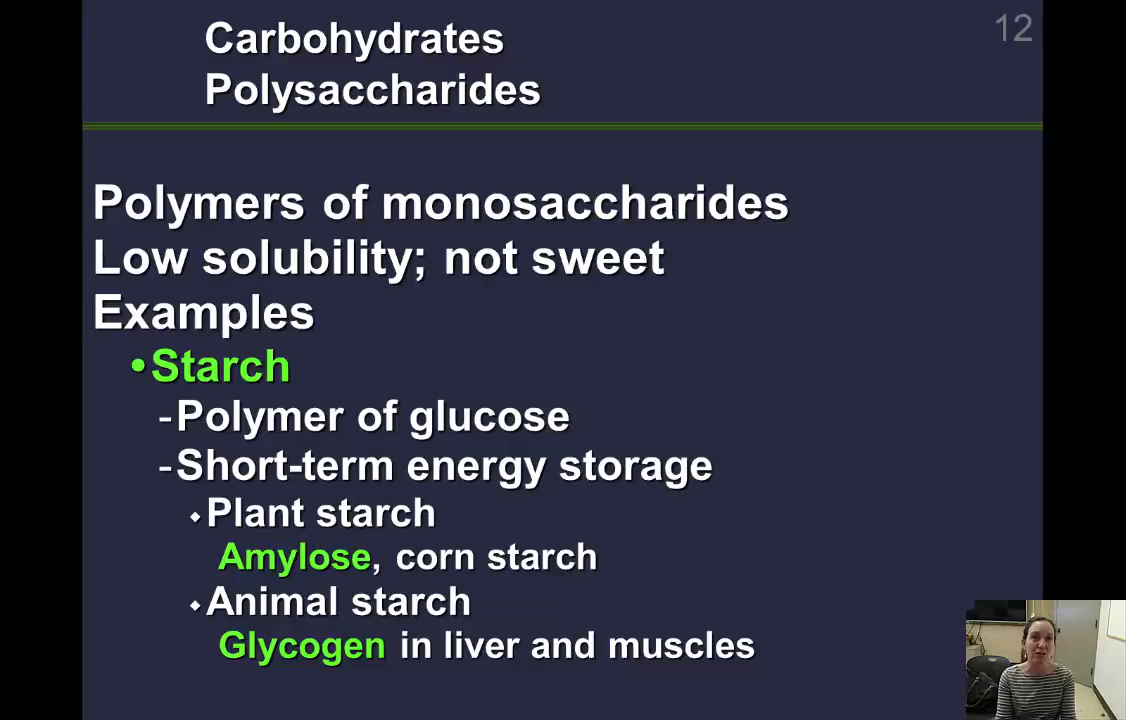 12
Carbohydrates
Polysaccharides
Polymers of monosaccharides
Low solubility; not sweet
Examples
•Starch
-Polymer of glucose
-Short-term energy storage
⬥Plant starch
Amylose, corn starch
⬥Animal starch
Glycogen in liver and muscles